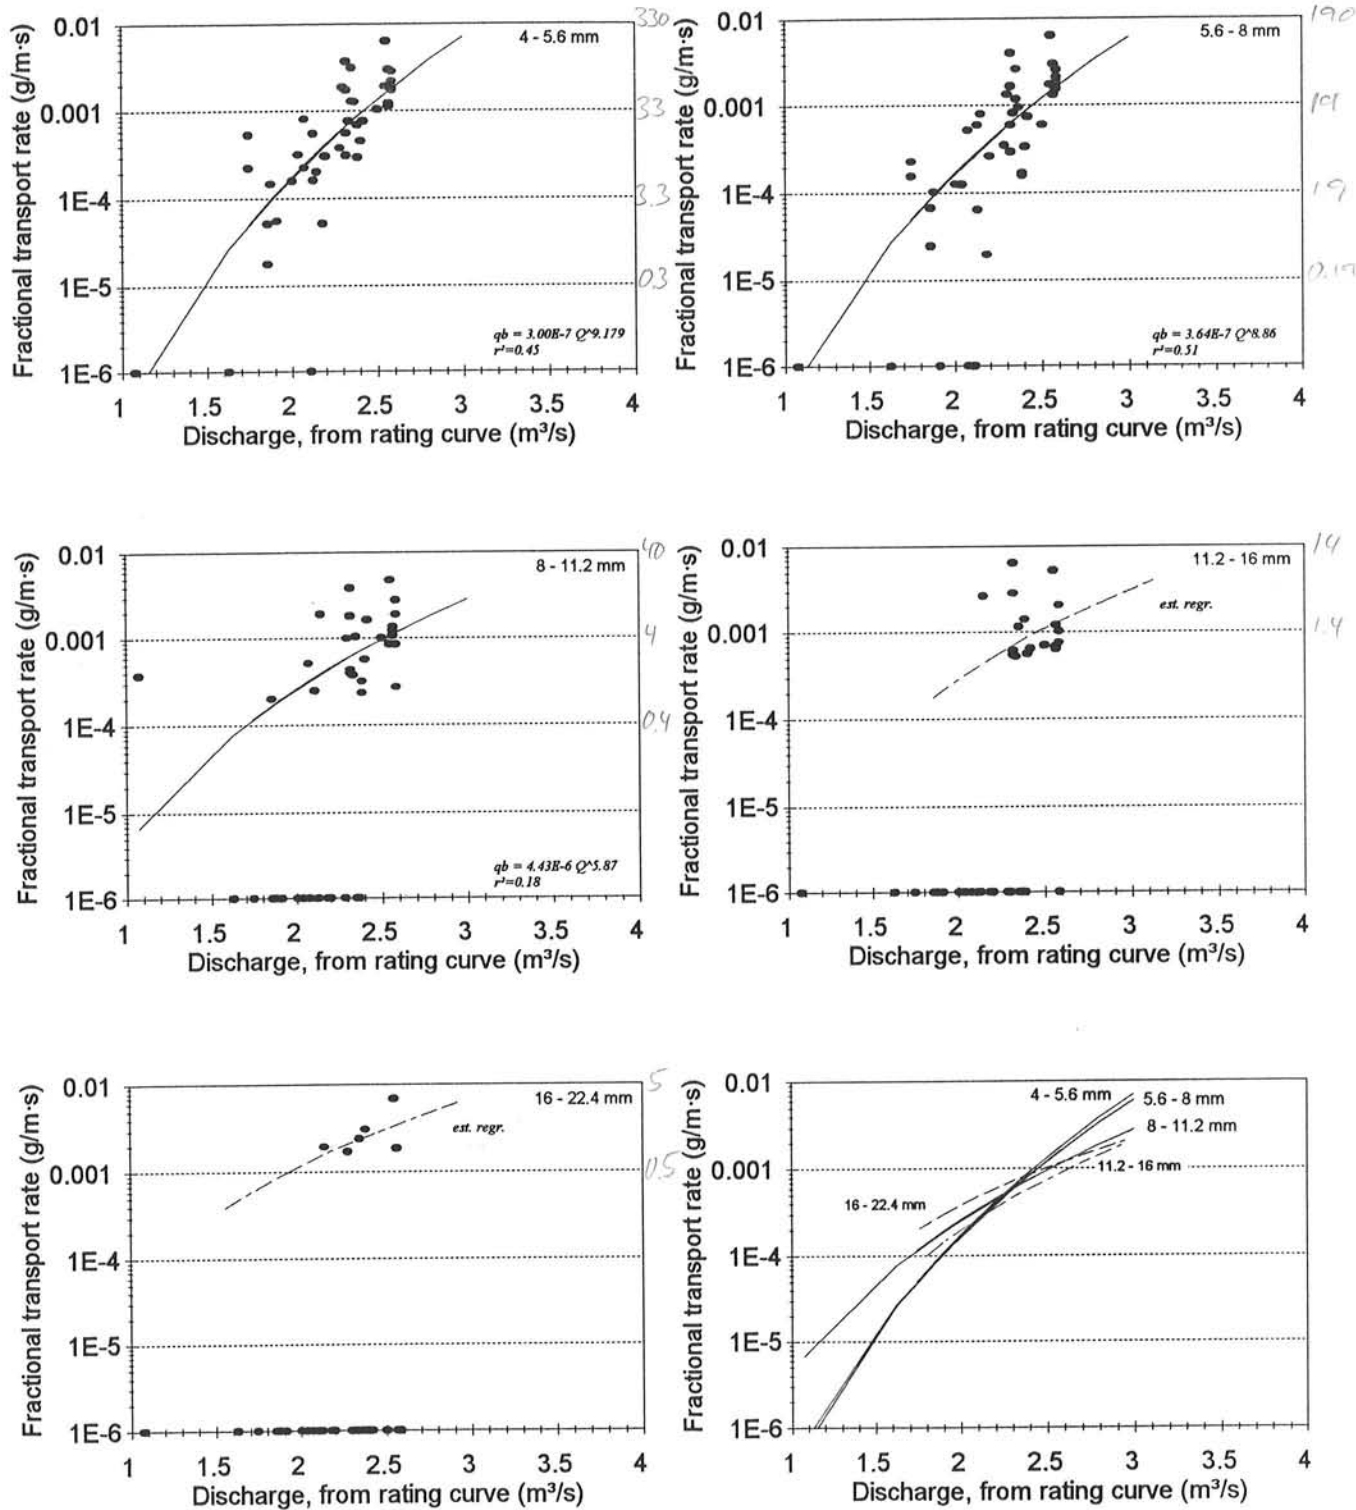 Fractional transport rate (g/m·s)
0.01
0.001
1E-4
1E-5
1E-6
4 - 5.6 mm
330
33
3.3
0.3
qb = 3.00E-7 Q^9.179
r²=0.45
1 1.5 2 2.5 3 3.5 4
Discharge, from rating curve (m³/s)
Fractional transport rate (g/m·s)
0.01
0.001
1E-4
1E-5
1E-6
5.6 - 8 mm
190
19
1.9
0.19
qb = 3.64E-7 Q^8.86
r²=0.51
1 1.5 2 2.5 3 3.5 4
Discharge, from rating curve (m³/s)
Fractional transport rate (g/m·s)
0.01
0.001
1E-4
1E-5
1E-6
8 - 11.2 mm
40
4
0.4
qb = 4.43E-6 Q^5.87
r²=0.18
1 1.5 2 2.5 3 3.5 4
Discharge, from rating curve (m³/s)
Fractional transport rate (g/m·s)
0.01
0.001
1E-4
1E-5
1E-6
11.2 - 16 mm
est. regr.
14
1.4
1 1.5 2 2.5 3 3.5 4
Discharge, from rating curve (m³/s)
Fractional transport rate (g/m·s)
0.01
0.001
1E-4
1E-5
1E-6
16 - 22.4 mm
est. regr.
5
0.5
1 1.5 2 2.5 3 3.5 4
Discharge, from rating curve (m³/s)
Fractional transport rate (g/m·s)
0.01
0.001
1E-4
1E-5
1E-6
4 - 5.6 mm
5.6 - 8 mm
8 - 11.2 mm
11.2 - 16 mm
16 - 22.4 mm
1 1.5 2 2.5 3 3.5 4
Discharge, from rating curve (m³/s)